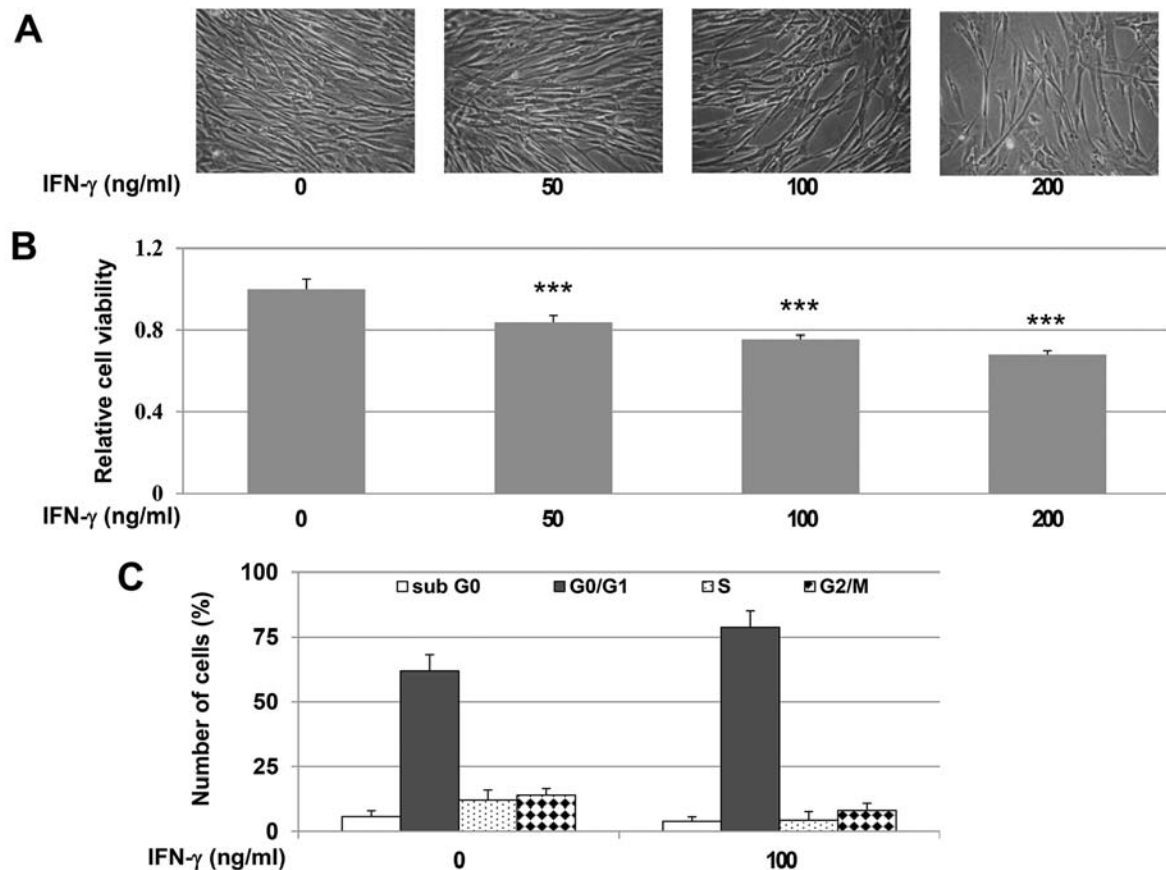 A
IFN-γ (ng/ml) 0 50 100 200
B
Relative cell viability
1.2
0.8
0.4
0
*** *** ***
IFN-γ (ng/ml) 0 50 100 200
C
Number of cells (%)
100
75
50
25
0
sub G0 G0/G1 S G2/M
IFN-γ (ng/ml) 0 100